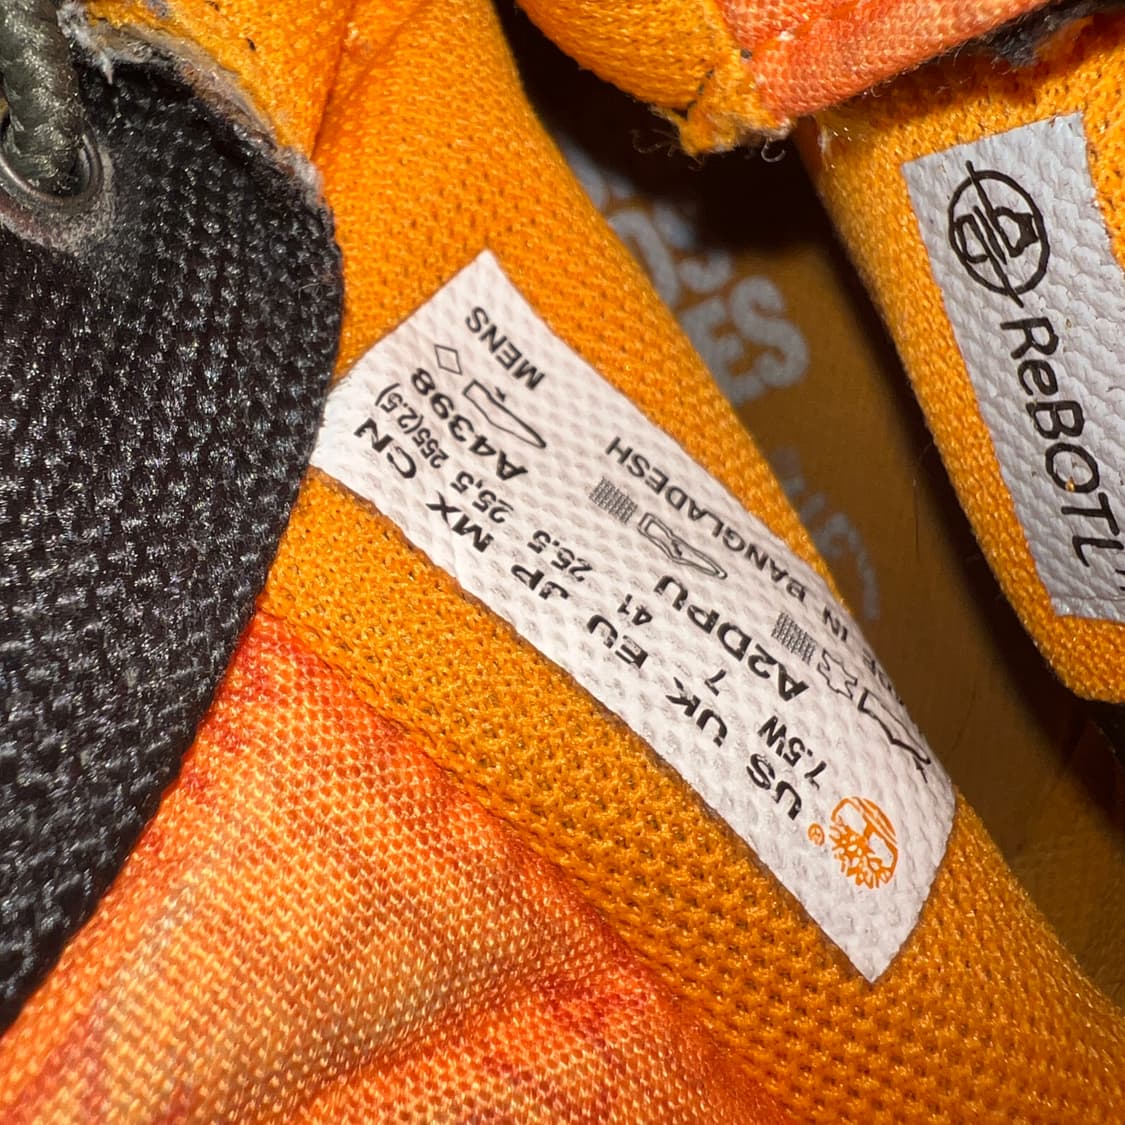 US UK EU JP MX CN
7.5W 7 41 25.5 25,5 255(2.5)
A2DPU A4398
IN BANGLADESH MENS
®
ReBOTL